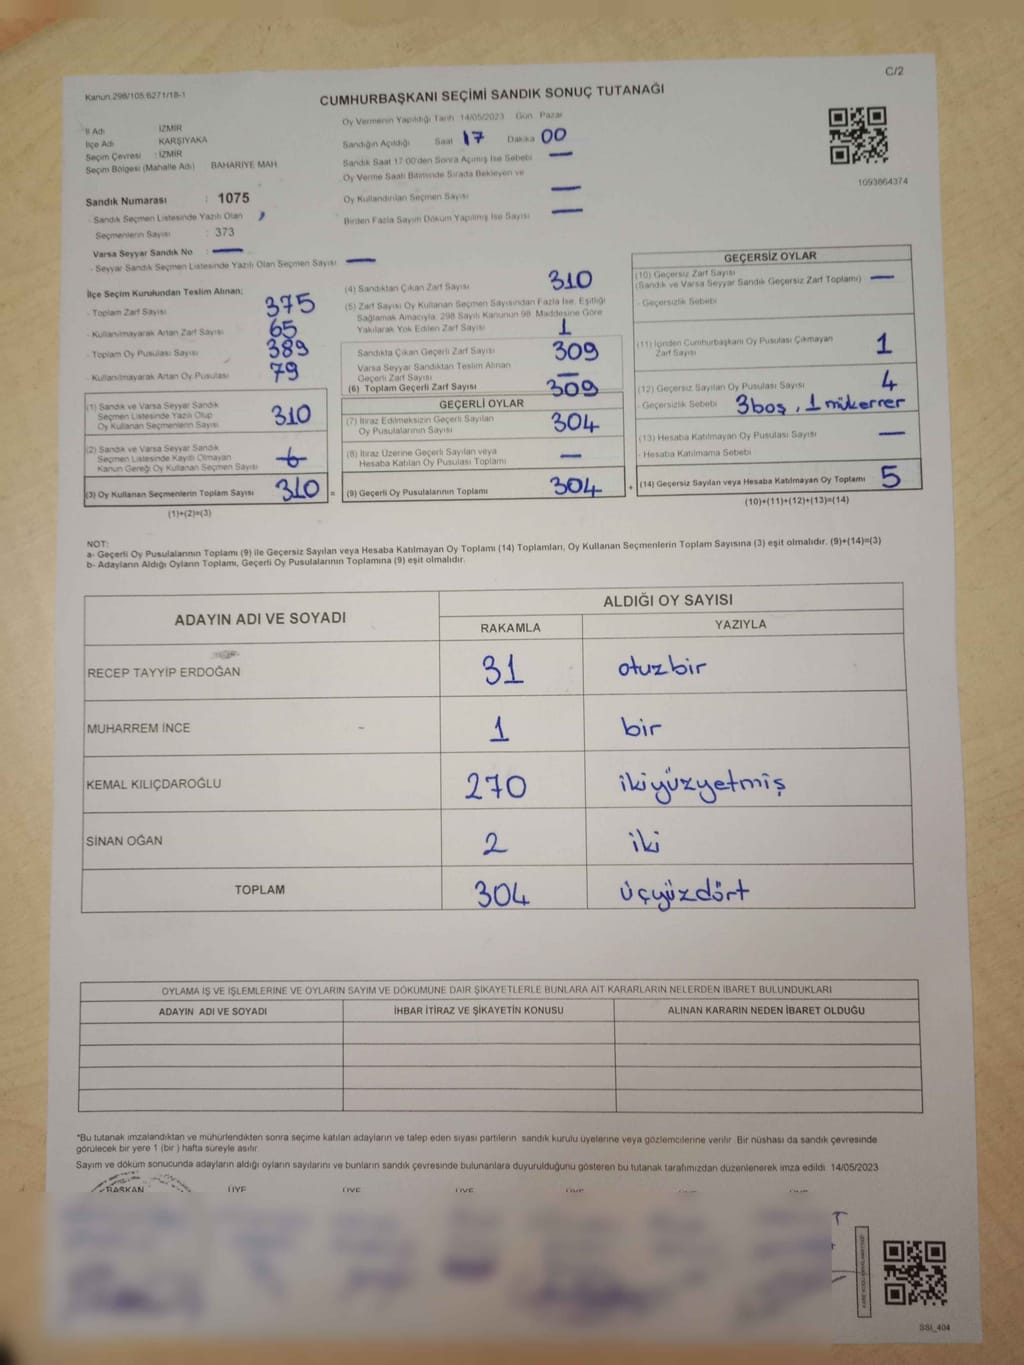 C/2
Kanun 298/105,6271/18-1
CUMHURBAŞKANI SEÇİMİ SANDIK SONUÇ TUTANAĞI
İl Adı İZMİR
İlçe Adı KARŞIYAKA
Seçim Çevresi : İZMİR
Seçim Bölgesi (Mahalle Adı) BAHARİYE MAH
Sandık Numarası : 1075
- Sandık Seçmen Listesinde Yazılı Olan
Seçmenlerin Sayısı : 373
Varsa Seyyar Sandık No : —
- Seyyar Sandık Seçmen Listesinde Yazılı Olan Seçmen Sayısı —
Oy Vermenin Yapıldığı Tarih 14/05/2023 Gün Pazar
Sandığın Açıldığı Saat 17 Dakika 00
Sandık Saat 17:00'den Sonra Açılmış İse Sebebi —
Oy Verme Saati Bitiminde Sırada Bekleyen ve
Oy Kullandırılan Seçmen Sayısı —
Birden Fazla Sayım Döküm Yapılmış İse Sayısı —
1093864374
İlçe Seçim Kurulundan Teslim Alınan;
- Toplam Zarf Sayısı 375
- Kullanılmayarak Artan Zarf Sayısı 65
- Toplam Oy Pusulası Sayısı 389
- Kullanılmayarak Artan Oy Pusulası 79
(1) Sandık ve Varsa Seyyar Sandık
Seçmen Listesinde Yazılı Olup
Oy Kullanan Seçmenlerin Sayısı 310
(2) Sandık ve Varsa Seyyar Sandık
Seçmen Listesinde Kayıtlı Olmayan
Kanun Gereği Oy Kullanan Seçmen Sayısı
(3) Oy Kullanan Seçmenlerin Toplam Sayısı 310 =
(1)+(2)=(3)
(4) Sandıktan Çıkan Zarf Sayısı 310
(5) Zarf Sayısı Oy Kullanan Seçmen Sayısından Fazla İse, Eşitliği
Sağlamak Amacıyla, 298 Sayılı Kanunun 98. Maddesine Göre
Yakılarak Yok Edilen Zarf Sayısı 1
Sandıkta Çıkan Geçerli Zarf Sayısı 309
Varsa Seyyar Sandıktan Teslim Alınan
Geçerli Zarf Sayısı —
(6) Toplam Geçerli Zarf Sayısı 309
GEÇERLİ OYLAR
(7) İtiraz Edilmeksizin Geçerli Sayılan
Oy Pusulalarının Sayısı 304
(8) İtiraz Üzerine Geçerli Sayılan veya
Hesaba Katılan Oy Pusulası Toplamı —
(9) Geçerli Oy Pusulalarının Toplamı 304 +
GEÇERSİZ OYLAR
(10) Geçersiz Zarf Sayısı
(Sandık ve Varsa Seyyar Sandık Geçersiz Zarf Toplamı) —
- Geçersizlik Sebebi
(11) İçinden Cumhurbaşkanı Oy Pusulası Çıkmayan
Zarf Sayısı 1
(12) Geçersiz Sayılan Oy Pusulası Sayısı 4
- Geçersizlik Sebebi 3 boş, 1 mükerrer
(13) Hesaba Katılmayan Oy Pusulası Sayısı —
- Hesaba Katılmama Sebebi
(14) Geçersiz Sayılan veya Hesaba Katılmayan Oy Toplamı 5
(10)+(11)+(12)+(13)=(14)
NOT:
a- Geçerli Oy Pusulalarının Toplamı (9) ile Geçersiz Sayılan veya Hesaba Katılmayan Oy Toplamı (14) Toplamları, Oy Kullanan Seçmenlerin Toplam Sayısına (3) eşit olmalıdır. (9)+(14)=(3)
b- Adayların Aldığı Oyların Toplamı, Geçerli Oy Pusulalarının Toplamına (9) eşit olmalıdır.
ADAYIN ADI VE SOYADI ALDIĞI OY SAYISI
RAKAMLA YAZIYLA
RECEP TAYYİP ERDOĞAN 31 otuzbir
MUHARREM İNCE 1 bir
KEMAL KILIÇDAROĞLU 270 ikiyüzyetmiş
SİNAN OĞAN 2 iki
TOPLAM 304 üçyüzdört
OYLAMA İŞ VE İŞLEMLERİNE VE OYLARIN SAYIM VE DÖKÜMÜNE DAİR ŞİKAYETLERLE BUNLARA AİT KARARLARIN NELERDEN İBARET BULUNDUKLARI
ADAYIN ADI VE SOYADI İHBAR İTİRAZ VE ŞİKAYETİN KONUSU ALINAN KARARIN NEDEN İBARET OLDUĞU
*Bu tutanak imzalandıktan ve mühürlendikten sonra seçime katılan adayların ve talep eden siyasi partilerin sandık kurulu üyelerine veya gözlemcilerine verilir. Bir nüshası da sandık çevresinde
görülecek bir yere 1 (bir ) hafta süreyle asılır.
Sayım ve döküm sonucunda adayların aldığı oyların sayılarını ve bunların sandık çevresinde bulunanlara duyurulduğunu gösteren bu tutanak tarafımızdan düzenlenerek imza edildi. 14/05/2023
BAŞKAN ÜYE ÜYE ÜYE ÜYE
SSI_404